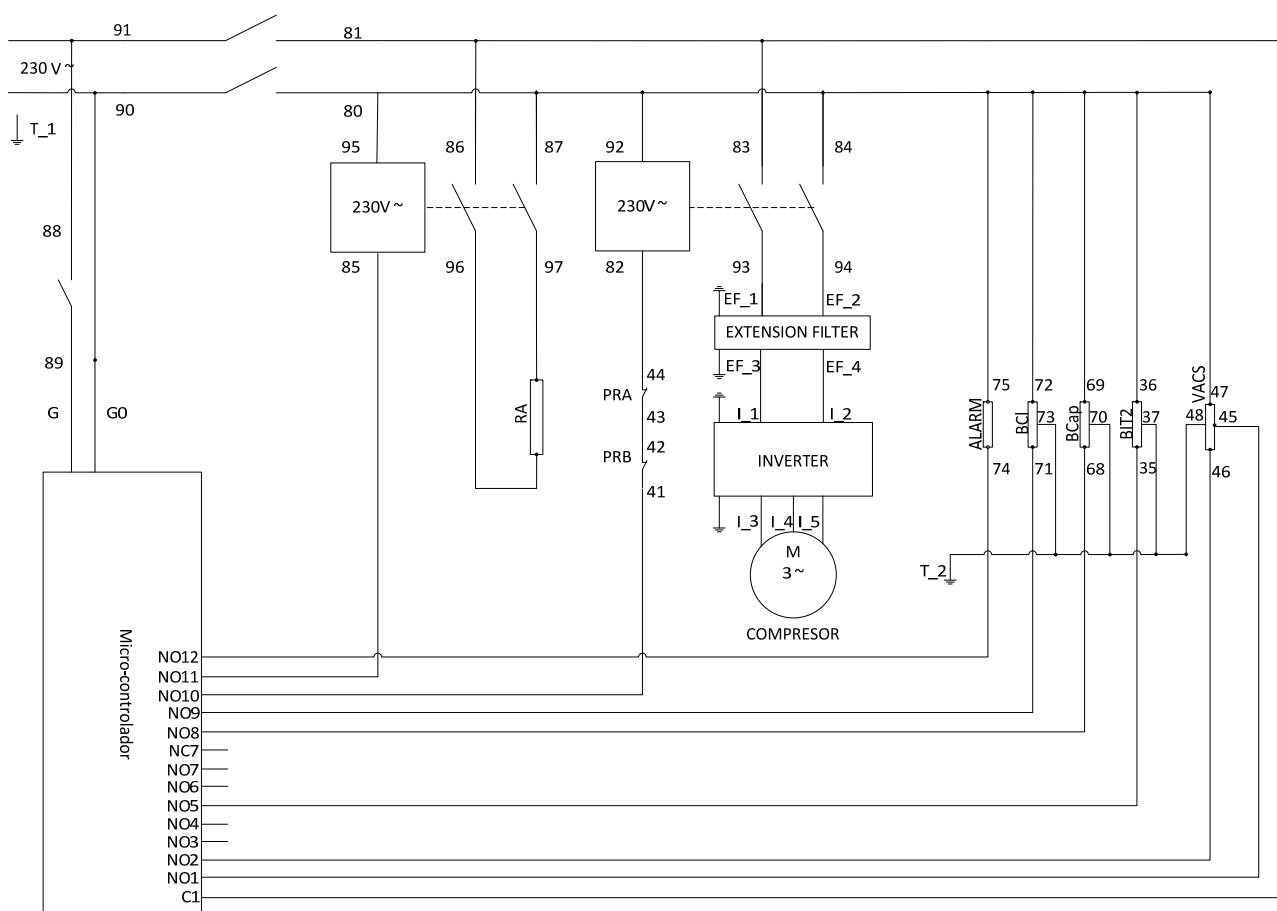 91
81
230 V ~
90
80
T_1
95
86
87
92
83
84
230V ~
230V ~
88
85
96
97
82
93
94
EF_1
EF_2
EXTENSION FILTER
89
EF_3
EF_4
44
PRA
43
75
72
69
36
47
VACS
G
G0
RA
I_1
I_2
ALARM
BCI
73
BCap
70
BIT2
37
48
45
42
PRB
41
INVERTER
74
71
68
35
46
I_3
I_4
I_5
M
3 ~
T_2
COMPRESOR
Micro-controlador
NO12
NO11
NO10
NO9
NO8
NC7
NO7
NO6
NO5
NO4
NO3
NO2
NO1
C1